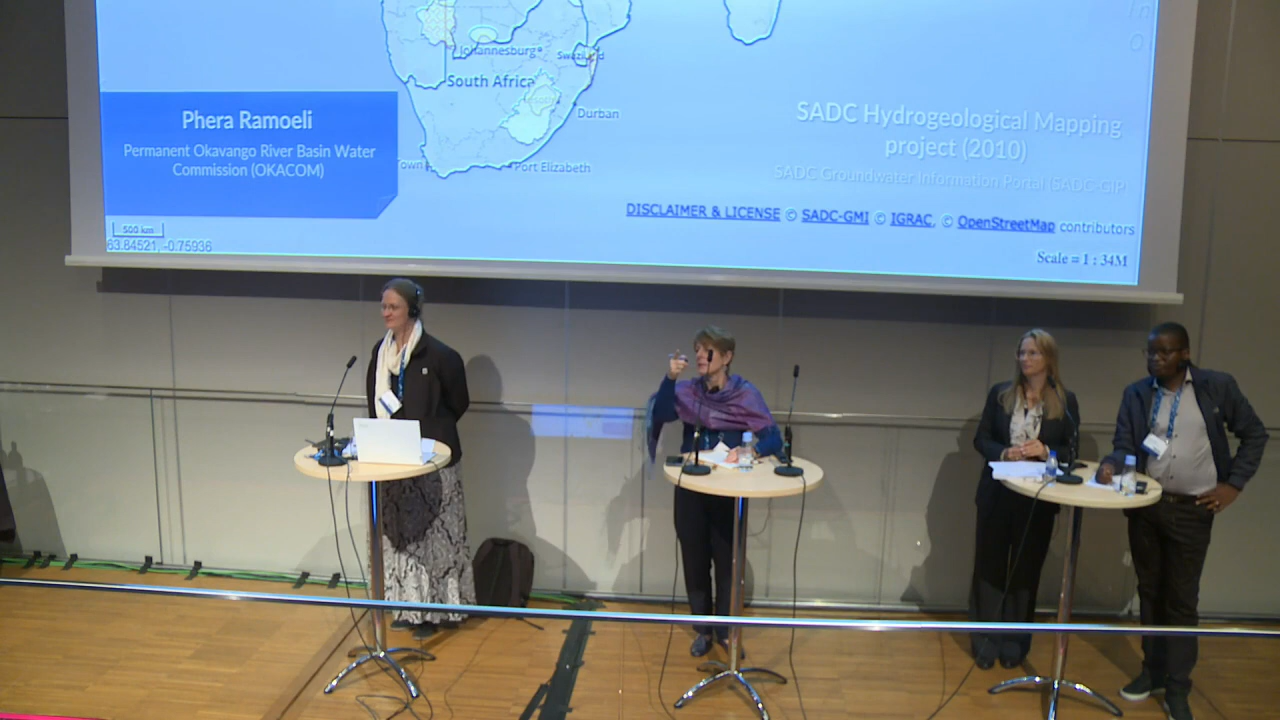 Johannesburg
Swaziland
South Africa
Durban
Town
Port Elizabeth
Phera Ramoeli
Permanent Okavango River Basin Water
Commission (OKACOM)
SADC Hydrogeological Mapping
project (2010)
SADC Groundwater Information Portal (SADC-GIP
DISCLAIMER & LICENSE © SADC-GMI © IGRAC, © OpenStreetMap contributors
500 km
63.84521, -0.75936
Scale = 1 : 34M